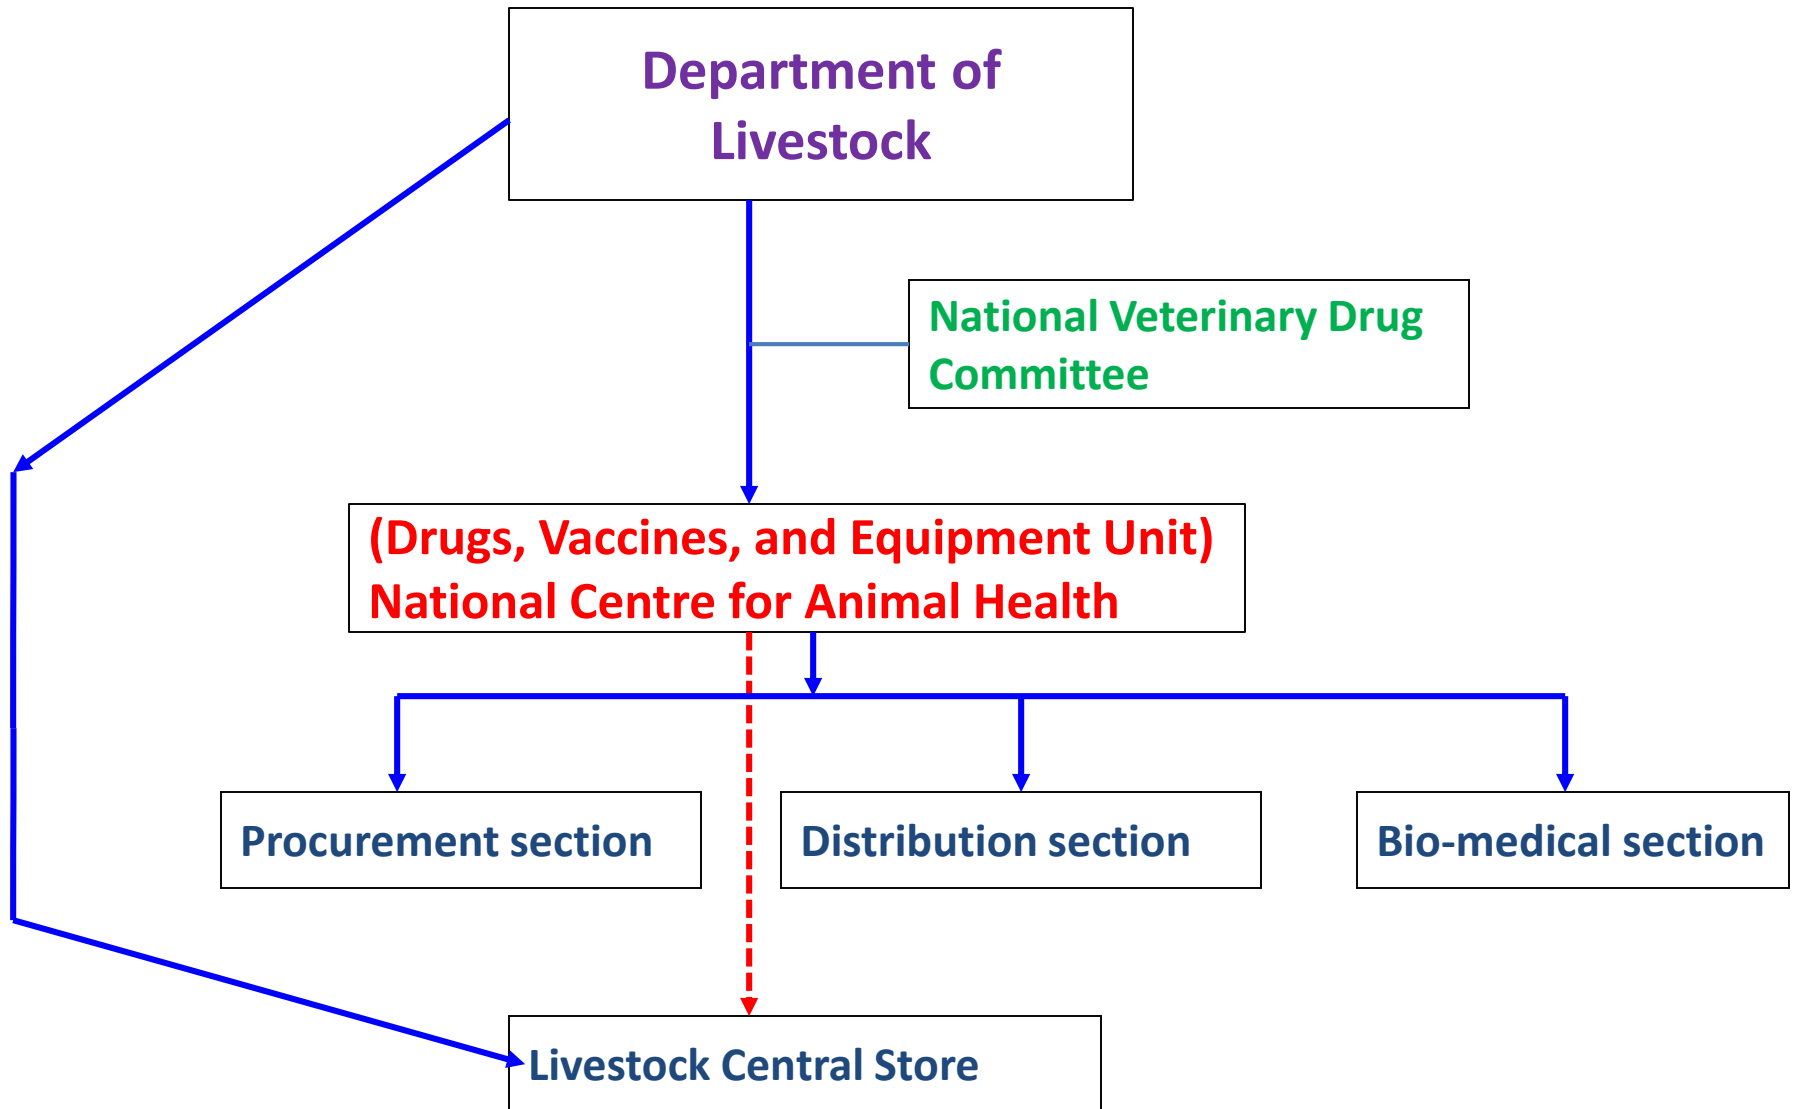 Department of
Livestock
National Veterinary Drug
Committee
(Drugs, Vaccines, and Equipment Unit)
National Centre for Animal Health
Procurement section
Distribution section
Bio-medical section
Livestock Central Store